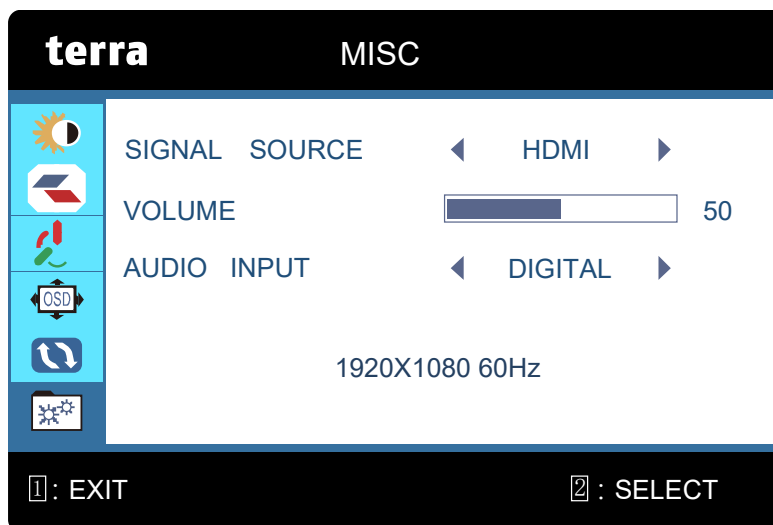 terra MISC
SIGNAL SOURCE HDMI
VOLUME 50
AUDIO INPUT DIGITAL
OSD
1920X1080 60Hz
1: EXIT 2: SELECT